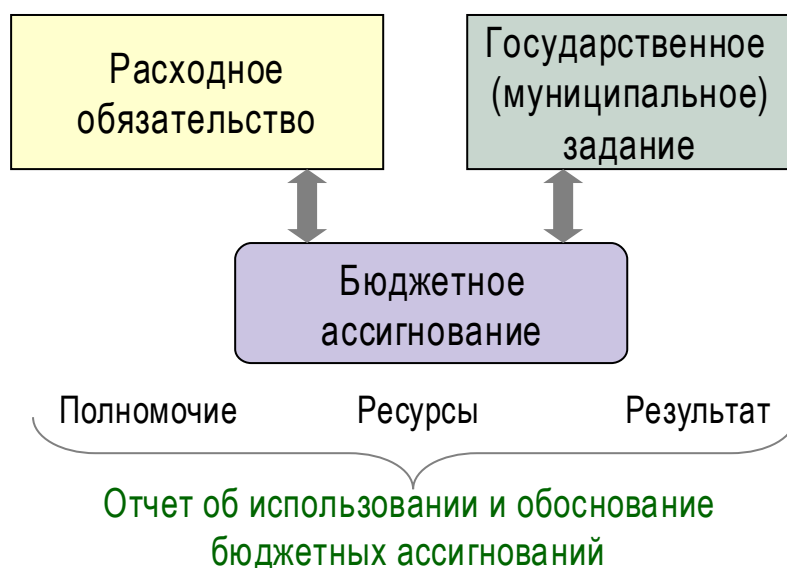 Расходное
обязательство
Государственное
(муниципальное)
задание
Бюджетное
ассигнование
Полномочие Ресурсы Результат
Отчет об использовании и обоснование
бюджетных ассигнований